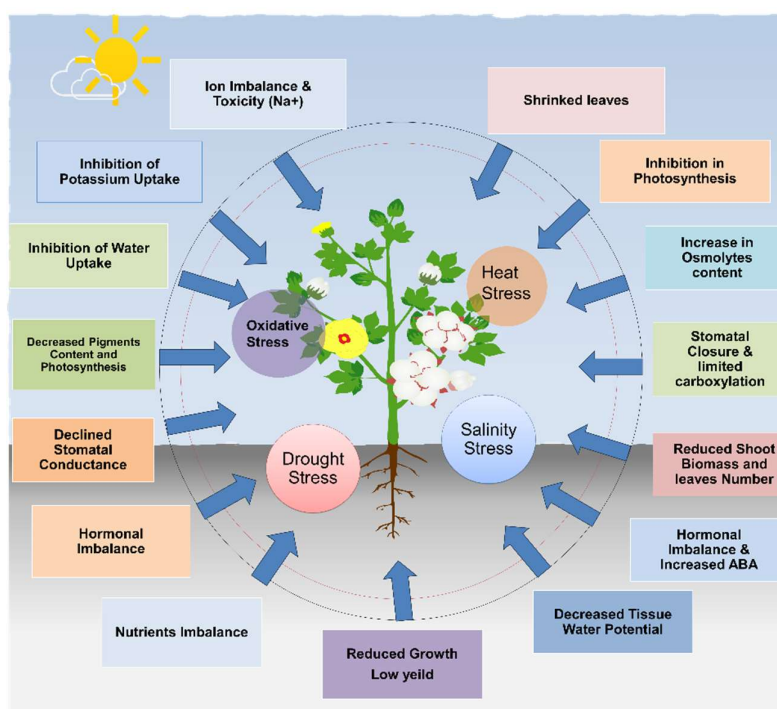 Ion Imbalance &
Toxicity (Na+)
Shrinked leaves
Inhibition of
Potassium Uptake
Inhibition in
Photosynthesis
Inhibition of Water
Uptake
Increase in
Osmolytes
content
Heat
Stress
Oxidative
Stress
Decreased Pigments
Content and
Photosynthesis
Stomatal
Closure &
limited
carboxylation
Declined
Stomatal
Conductance
Drought
Stress
Salinity
Stress
Reduced Shoot
Biomass and
leaves Number
Hormonal
Imbalance
Hormonal
Imbalance &
Increased ABA
Nutrients Imbalance
Decreased Tissue
Water Potential
Reduced Growth
Low yeild